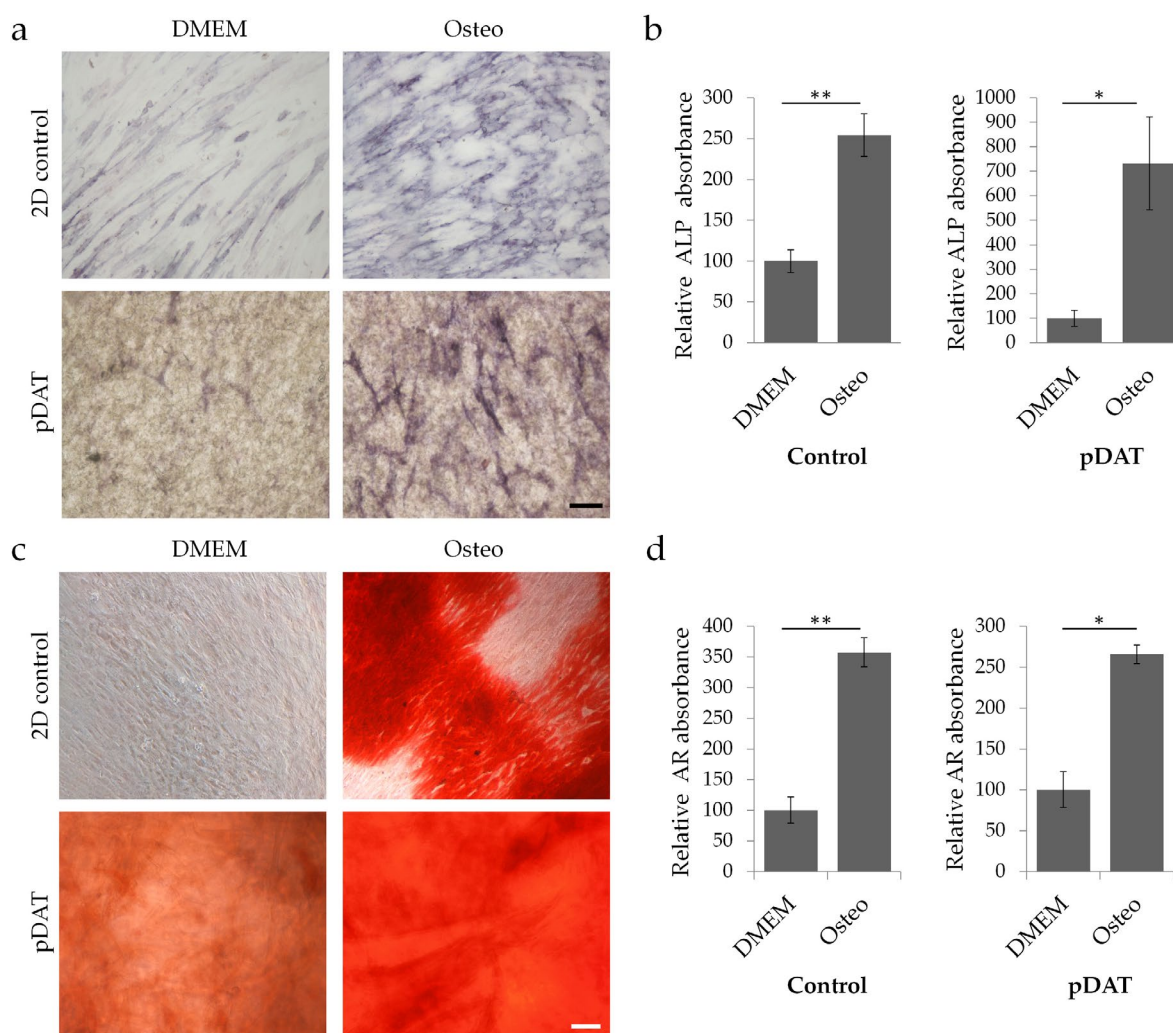 a
DMEM
Osteo
2D control
pDAT
b
Relative ALP absorbance
300
250
200
150
100
50
0
**
DMEM
Osteo
Control
Relative ALP absorbance
1000
900
800
700
600
500
400
300
200
100
0
*
DMEM
Osteo
pDAT
c
DMEM
Osteo
2D control
pDAT
d
Relative AR absorbance
400
350
300
250
200
150
100
50
0
**
DMEM
Osteo
Control
Relative AR absorbance
300
250
200
150
100
50
0
*
DMEM
Osteo
pDAT